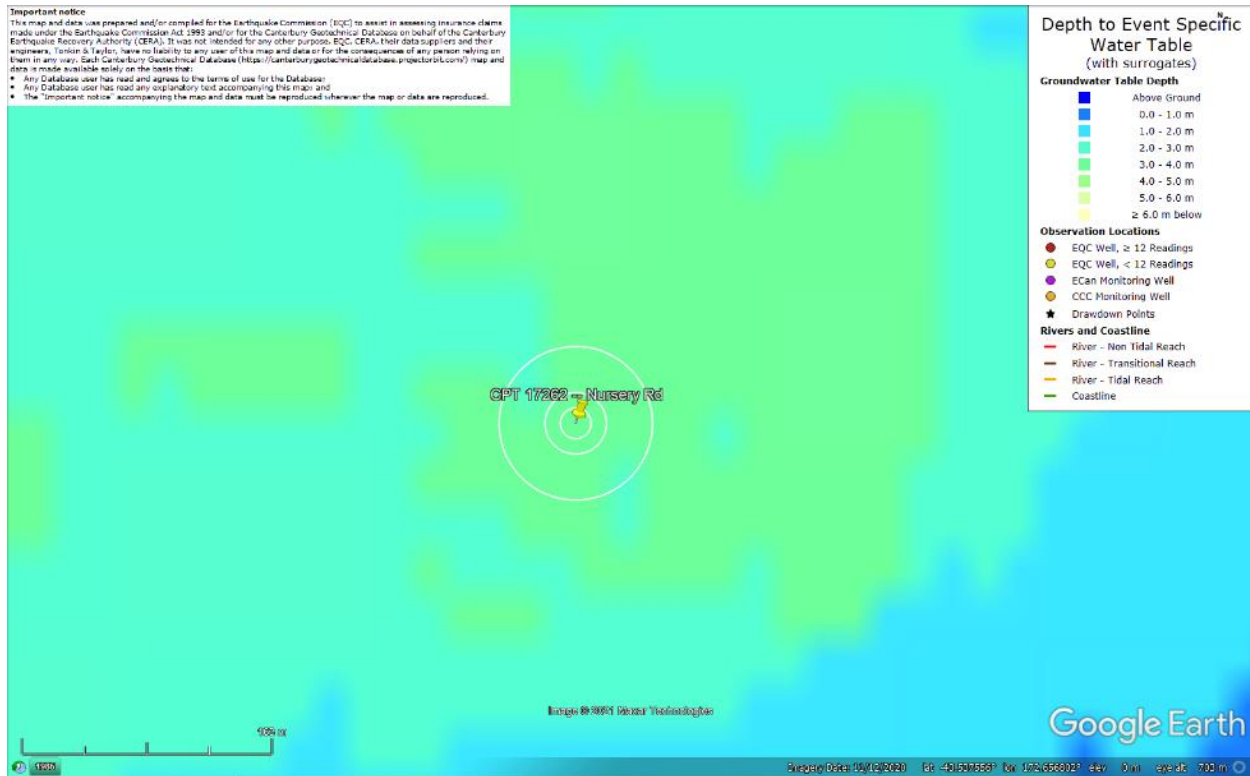 Important notice
This map and data was prepared and/or compiled for the Earthquake Commission (EQC) to assist in assessing insurance claims
made under the Earthquake Commission Act 1993 and/or for the Canterbury Geotechnical Database on behalf of the Canterbury
Earthquake Recovery Authority (CERA). It was not intended for any other purpose. EQC, CERA, their data suppliers and their
engineers, Tonkin & Taylor, have no liability to any user of this map and data or for the consequences of any person relying on
them in any way. Each Canterbury Geotechnical Database (https://canterburygeotechnicaldatabase.projectorbit.com/) map and
data is made available solely on the basis that:
• Any Database user has read and agrees to the terms of use for the Database;
• Any Database user has read any explanatory text accompanying this map; and
• The "Important notice" accompanying the map and data must be reproduced wherever the map or data are reproduced.
N
Depth to Event Specific
Water Table
(with surrogates)
Groundwater Table Depth
Above Ground
0.0 - 1.0 m
1.0 - 2.0 m
2.0 - 3.0 m
3.0 - 4.0 m
4.0 - 5.0 m
5.0 - 6.0 m
≥ 6.0 m below
Observation Locations
EQC Well, ≥ 12 Readings
EQC Well, < 12 Readings
ECan Monitoring Well
CCC Monitoring Well
Drawdown Points
Rivers and Coastline
River - Non Tidal Reach
River - Transitional Reach
River - Tidal Reach
Coastline
CPT 17262 -- Nursery Rd
Image © 2021 Maxar Technologies
Google Earth
1986
Imagery Date: lat lon elev 0 m eye alt 703 m